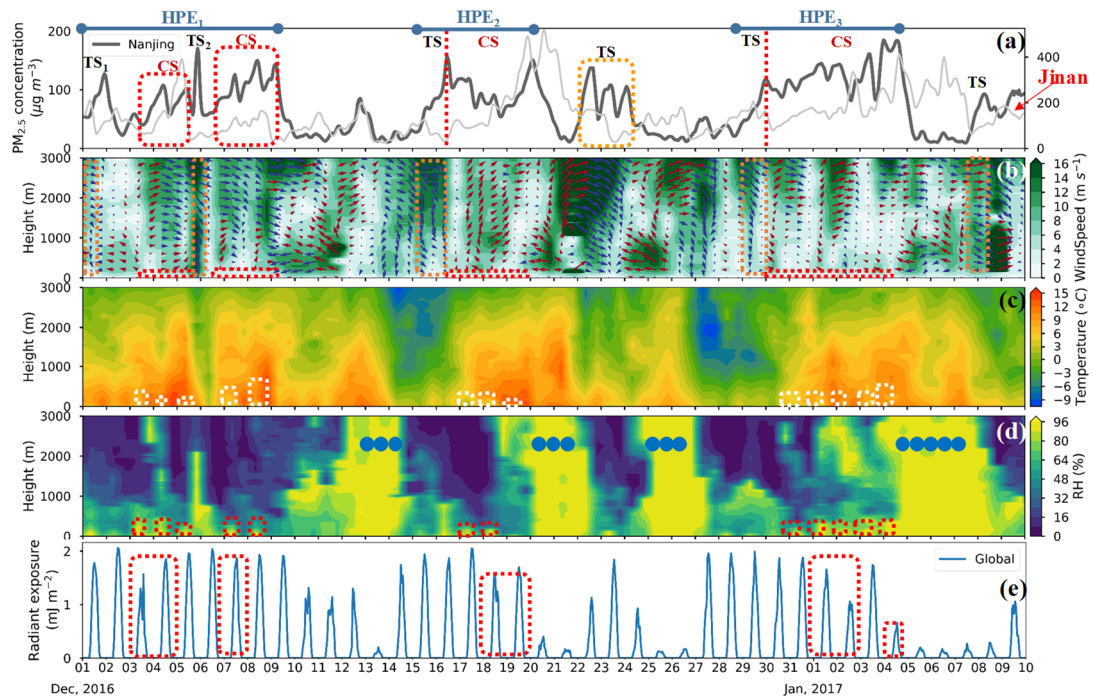 HPE1 HPE2 HPE3
200 Nanjing TS1 CS TS2 CS TS CS TS TS CS TS (a) 400
PM2.5 concentration
(μg m−3)
100 200 Jinan
0 0
3000 (b) 16
2000 14
12
10
1000 8
6
4
2
0 0
Height (m) WindSpeed (m s−1)
3000 (c) 15
12
2000 9
6
3
1000 0
−3
−6
0 −9
Height (m) Temperature (∘C)
3000 (d) 96
2000 80
64
1000 48
32
16
0 0
Height (m) RH (%)
2 Global
1 (e)
0
Radiant exposure
(mJ m−2)
01 02 03 04 05 06 07 08 09 10 11 12 13 14 15 16 17 18 19 20 21 22 23 24 25 26 27 28 29 30 31 01 02 03 04 05 06 07 08 09 10
Dec, 2016 Jan, 2017